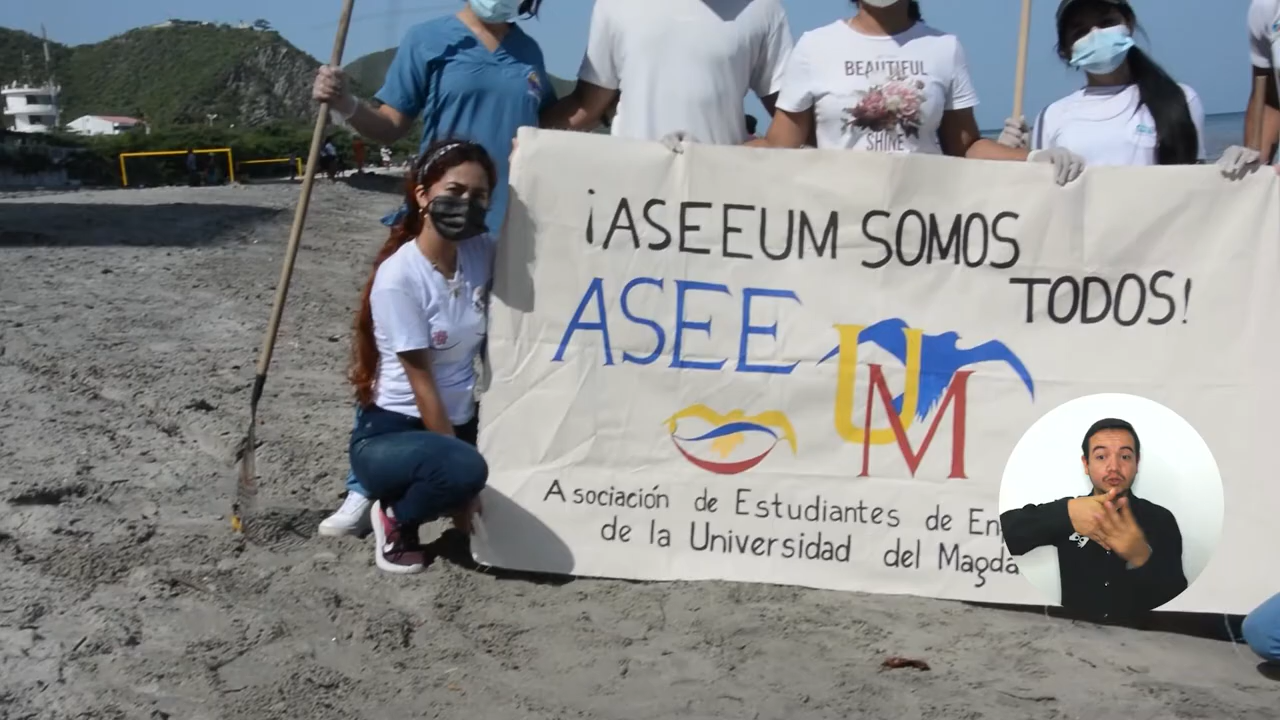 BEAUTIFUL
SHINE
¡ASEEUM SOMOS
TODOS!
ASEE
UM
Asociación de Estudiantes de
de la Universidad del